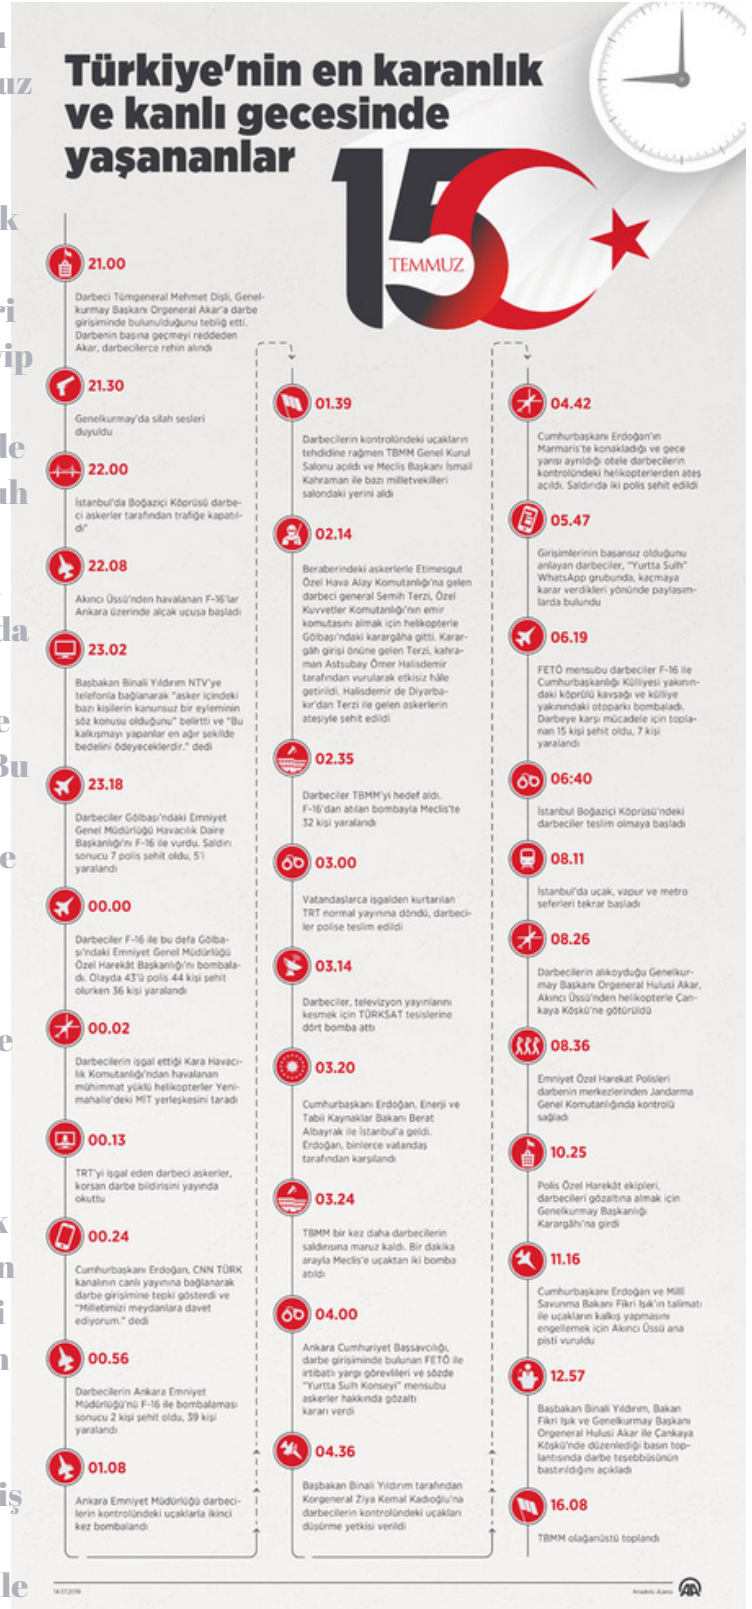 Türkiye'nin en karanlık
ve kanlı gecesinde
yaşananlar
15
TEMMUZ
21.00
Darbeci Tümgeneral Mehmet Dişli, Genel-
kurmay Başkanı Orgeneral Akar'a darbe
girişiminde bulunulduğunu tebliğ etti.
Darbenin başına geçmeyi reddeden
Akar, darbecilerce rehin alındı
21.30
Genelkurmay'da silah sesleri
duyuldu
22.00
İstanbul'da Boğaziçi Köprüsü darbe-
ci askerler tarafından trafiğe kapatıl-
dı"
22.08
Akıncı Üssü'nden havalanan F-16'lar
Ankara üzerinde alçak uçuşa başladı
23.02
Başbakan Binali Yıldırım NTV'ye
telefonla bağlanarak "asker içindeki
bazı kişilerin kanunsuz bir eyleminin
söz konusu olduğunu" belirtti ve "Bu
kalkışmayı yapanlar en ağır şekilde
bedelini ödeyeceklerdir." dedi
23.18
Darbeciler Gölbaşı'ndaki Emniyet
Genel Müdürlüğü Havacılık Daire
Başkanlığı'nı F-16 ile vurdu. Saldırı
sonucu 7 polis şehit oldu, 5'i
yaralandı
00.00
Darbeciler F-16 ile bu defa Gölba-
şı'ndaki Emniyet Genel Müdürlüğü
Özel Harekât Başkanlığı'nı bombala-
dı. Olayda 43'ü polis 44 kişi şehit
olurken 36 kişi yaralandı
00.02
Darbecilerin işgal ettiği Kara Havacı-
lık Komutanlığı'ndan havalanan
mühimmat yüklü helikopterler Yeni-
mahalle'deki MİT yerleşkesini taradı
00.13
TRT'yi işgal eden darbeci askerler,
korsan darbe bildirisini yayında
okuttu
00.24
Cumhurbaşkanı Erdoğan, CNN TÜRK
kanalının canlı yayınına bağlanarak
darbe girişimine tepki gösterdi ve
"Milletimizi meydanlara davet
ediyorum." dedi
00.56
Darbecilerin Ankara Emniyet
Müdürlüğü'nü F-16 ile bombalaması
sonucu 2 kişi şehit oldu, 39 kişi
yaralandı
01.08
Ankara Emniyet Müdürlüğü darbeci-
lerin kontrolündeki uçaklarla ikinci
kez bombalandı
01.39
Darbecilerin kontrolündeki uçakların
tehdidine rağmen TBMM Genel Kurul
Salonu açıldı ve Meclis Başkanı İsmail
Kahraman ile bazı milletvekilleri
salondaki yerini aldı
02.14
Beraberindeki askerlerle Etimesgut
Özel Hava Alay Komutanlığı'na gelen
darbeci general Semih Terzi, Özel
Kuvvetler Komutanlığı'nın emir
komutasını almak için helikopterle
Gölbaşı'ndaki karargâha gitti. Karar-
gâh girişi önüne gelen Terzi, kahra-
man Astsubay Ömer Halisdemir
tarafından vurularak etkisiz hâle
getirildi. Halisdemir de Diyarba-
kır'dan Terzi ile gelen askerlerin
ateşiyle şehit edildi
02.35
Darbeciler TBMM'yi hedef aldı.
F-16'dan atılan bombayla Meclis'te
32 kişi yaralandı
03.00
Vatandaşlarca işgalden kurtarılan
TRT normal yayınına döndü, darbeci-
ler polise teslim edildi
03.14
Darbeciler, televizyon yayınlarını
kesmek için TÜRKSAT tesislerine
dört bomba attı
03.20
Cumhurbaşkanı Erdoğan, Enerji ve
Tabii Kaynaklar Bakanı Berat
Albayrak ile İstanbul'a geldi.
Erdoğan, binlerce vatandaş
tarafından karşılandı
03.24
TBMM bir kez daha darbecilerin
saldırısına maruz kaldı. Bir dakika
arayla Meclis'e uçaktan iki bomba
atıldı
04.00
Ankara Cumhuriyet Başsavcılığı,
darbe girişiminde bulunan FETÖ ile
irtibatlı yargı görevlileri ve sözde
"Yurtta Sulh Konseyi" mensubu
askerler hakkında gözaltı
kararı verdi
04.36
Başbakan Binali Yıldırım tarafından
Korgeneral Ziya Kemal Kadıoğlu'na
darbecilerin kontrolündeki uçakları
düşürme yetkisi verildi
04.42
Cumhurbaşkanı Erdoğan'ın
Marmaris'te konakladığı ve gece
yarısı ayrıldığı otele darbecilerin
kontrolündeki helikopterlerden ateş
açıldı. Saldırıda iki polis şehit edildi
05.47
Girişimlerinin başarısız olduğunu
anlayan darbeciler, "Yurtta Sulh"
WhatsApp grubunda, kaçmaya
karar verdikleri yönünde paylaşım-
larda bulundu
06.19
FETÖ mensubu darbeciler F-16 ile
Cumhurbaşkanlığı Külliyesi yakının-
daki köprülü kavşağı ve külliye
yakınındaki otoparkı bombaladı.
Darbeye karşı mücadele için topla-
nan 15 kişi şehit oldu, 7 kişi
yaralandı
06:40
İstanbul Boğaziçi Köprüsü'ndeki
darbeciler teslim olmaya başladı
08.11
İstanbul'da uçak, vapur ve metro
seferleri tekrar başladı
08.26
Darbecilerin alıkoyduğu Genelkur-
may Başkanı Orgeneral Hulusi Akar,
Akıncı Üssü'nden helikopterle Çan-
kaya Köşkü'ne götürüldü
08.36
Emniyet Özel Harekat Polisleri
darbenin merkezlerinden Jandarma
Genel Komutanlığında kontrolü
sağladı
10.25
Polis Özel Harekât ekipleri,
darbecileri gözaltına almak için
Genelkurmay Başkanlığı
Karargâhı'na girdi
11.16
Cumhurbaşkanı Erdoğan ve Millî
Savunma Bakanı Fikri Işık'ın talimatı
ile uçakların kalkış yapmasını
engellemek için Akıncı Üssü ana
pisti vuruldu
12.57
Başbakan Binali Yıldırım, Bakan
Fikri Işık ve Genelkurmay Başkanı
Orgeneral Hulusi Akar ile Çankaya
Köşkü'nde düzenlediği basın top-
lantısında darbe teşebbüsünün
bastırıldığını açıkladı
16.08
TBMM olağanüstü toplandı
14.07.2019
Anadolu Ajansı
AA